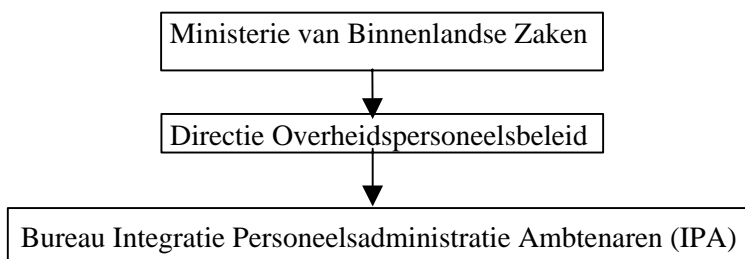 Ministerie van Binnenlandse Zaken
Directie Overheidspersoneelsbeleid
Bureau Integratie Personeelsadministratie Ambtenaren (IPA)